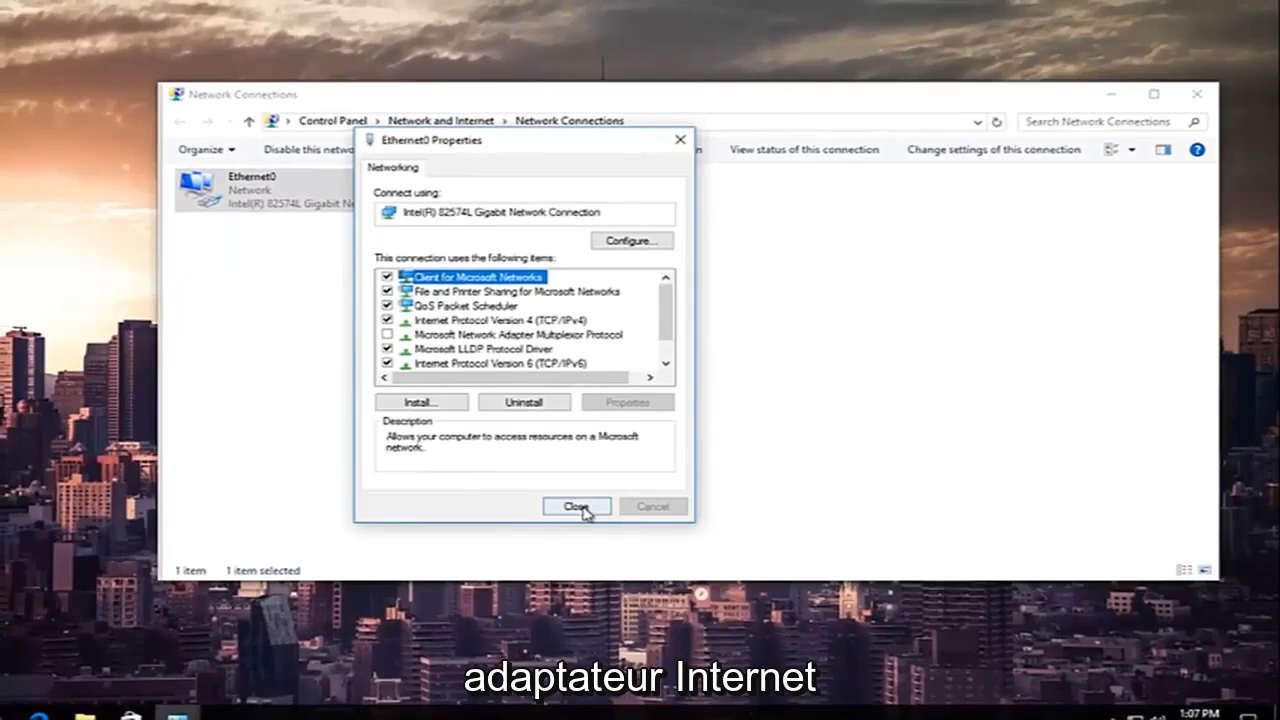 Network Connections
Control Panel > Network and Internet > Network Connections
Search Network Connections
Organize
Disable this netwo
View status of this connection
Change settings of this connection
Ethernet0
Network
Intel(R) 82574L Gigabit Ne
Ethernet0 Properties
Networking
Connect using:
Intel(R) 82574L Gigabit Network Connection
Configure...
This connection uses the following items:
Client for Microsoft Networks
File and Printer Sharing for Microsoft Networks
QoS Packet Scheduler
Internet Protocol Version 4 (TCP/IPv4)
Microsoft Network Adapter Multiplexor Protocol
Microsoft LLDP Protocol Driver
Internet Protocol Version 6 (TCP/IPv6)
Install...
Uninstall
Properties
Description
Allows your computer to access resources on a Microsoft
network.
Close
Cancel
1 item
1 item selected
adaptateur Internet
1:07 PM